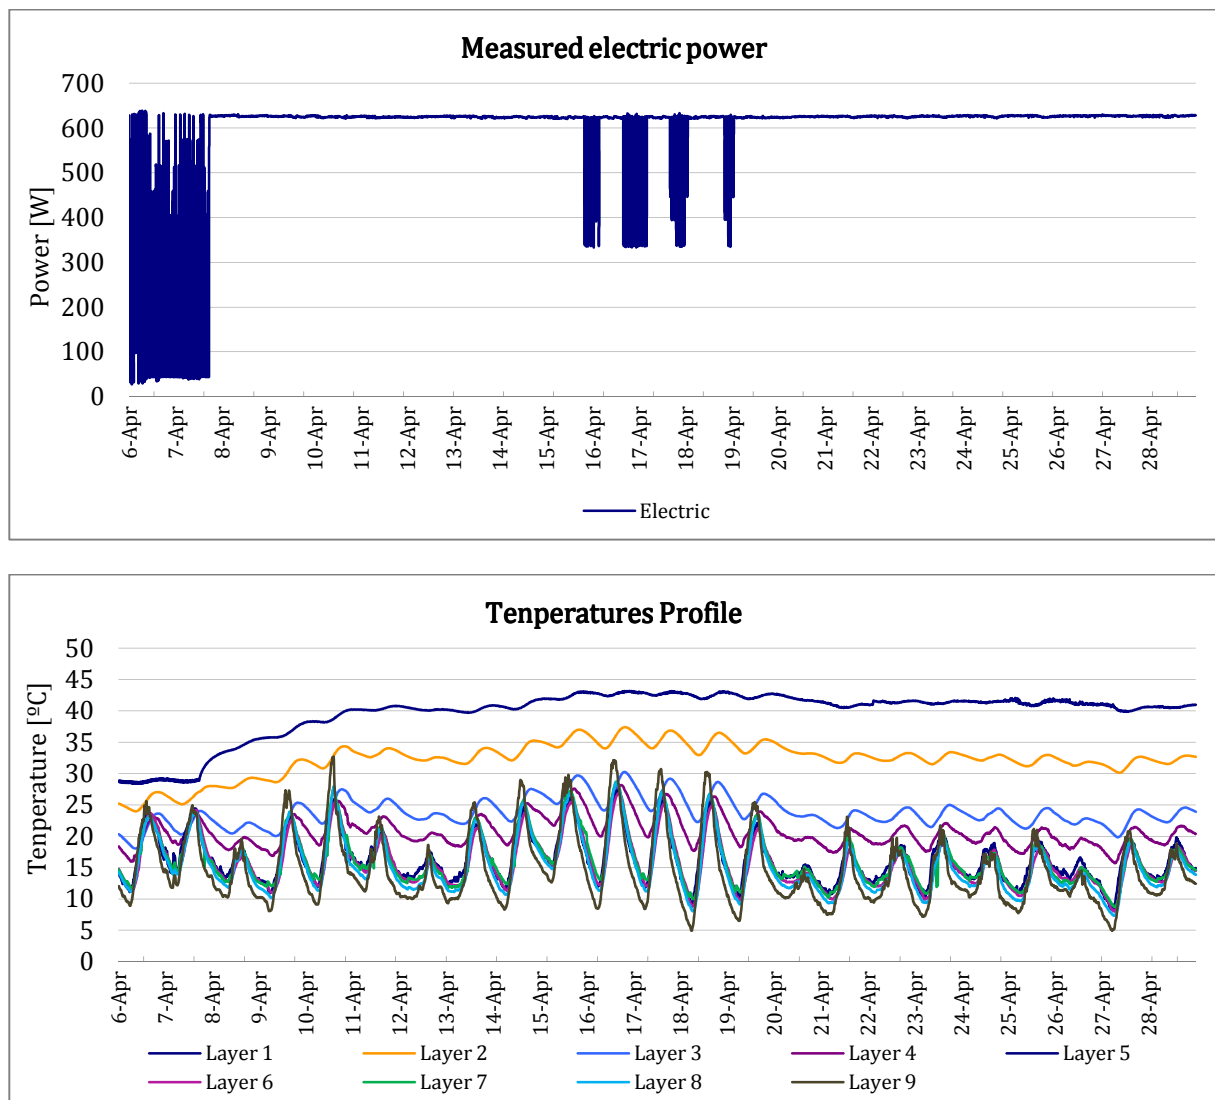 Measured electric power
700
600
500
400
300
200
100
0
Power [W]
6-Apr 7-Apr 8-Apr 9-Apr 10-Apr 11-Apr 12-Apr 13-Apr 14-Apr 15-Apr 16-Apr 17-Apr 18-Apr 19-Apr 20-Apr 21-Apr 22-Apr 23-Apr 24-Apr 25-Apr 26-Apr 27-Apr 28-Apr
Electric
Tenperatures Profile
50
45
40
35
30
25
20
15
10
5
0
Tenperature [ºC]
6-Apr 7-Apr 8-Apr 9-Apr 10-Apr 11-Apr 12-Apr 13-Apr 14-Apr 15-Apr 16-Apr 17-Apr 18-Apr 19-Apr 20-Apr 21-Apr 22-Apr 23-Apr 24-Apr 25-Apr 26-Apr 27-Apr 28-Apr
Layer 1 Layer 2 Layer 3 Layer 4 Layer 5
Layer 6 Layer 7 Layer 8 Layer 9